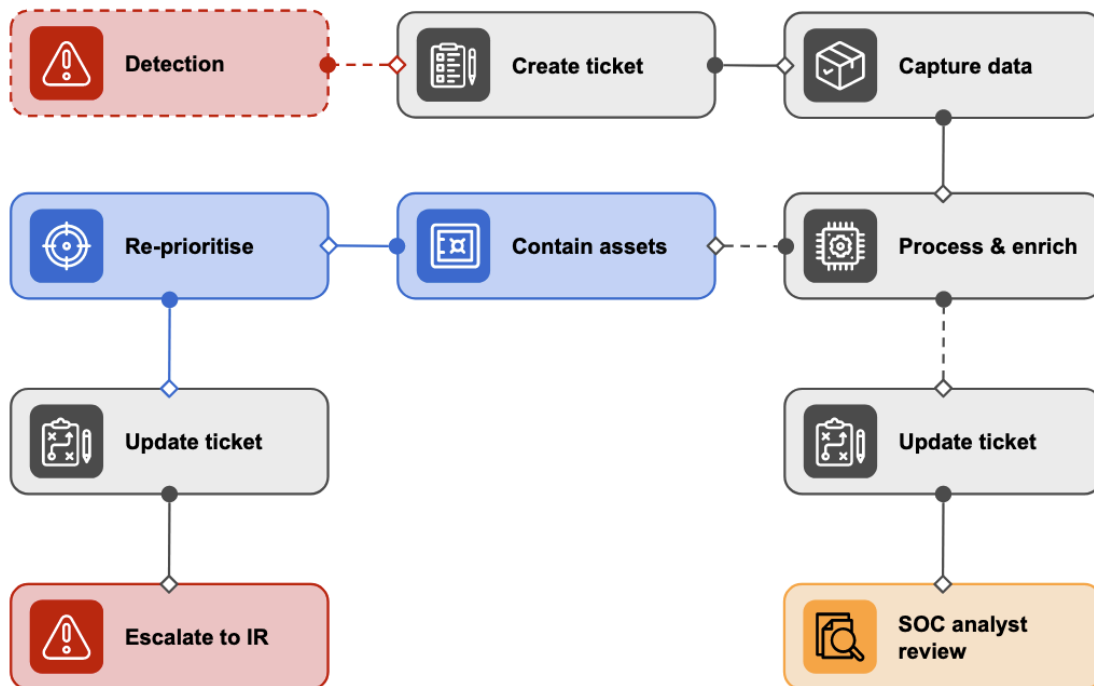 Detection
Create ticket
Capture data
Re-prioritise
Contain assets
Process & enrich
Update ticket
Update ticket
Escalate to IR
SOC analyst
review